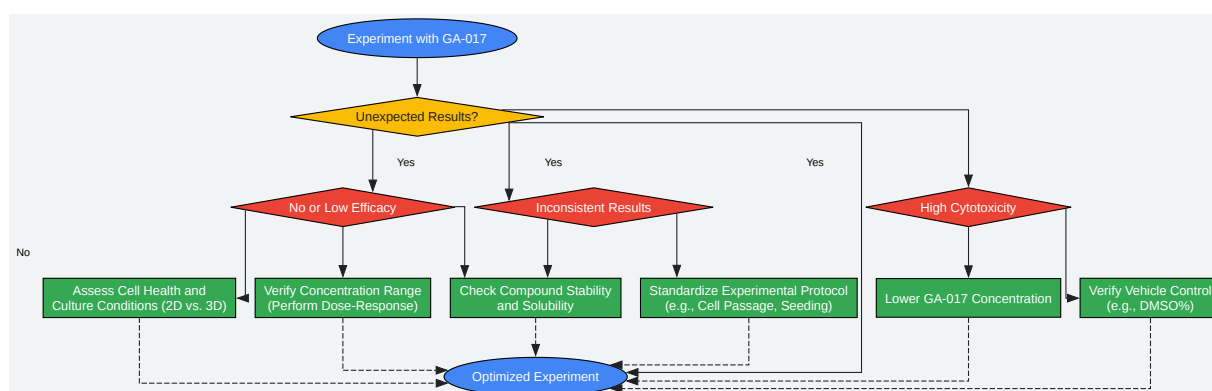 Experiment with GA-017
Unexpected Results?
Yes
Yes
Yes
No or Low Efficacy
Inconsistent Results
High Cytotoxicity
No
Assess Cell Health and
Culture Conditions (2D vs. 3D)
Verify Concentration Range
(Perform Dose-Response)
Check Compound Stability
and Solubility
Standardize Experimental Protocol
(e.g., Cell Passage, Seeding)
Lower GA-017 Concentration
Verify Vehicle Control
(e.g., DMSO%)
Optimized Experiment